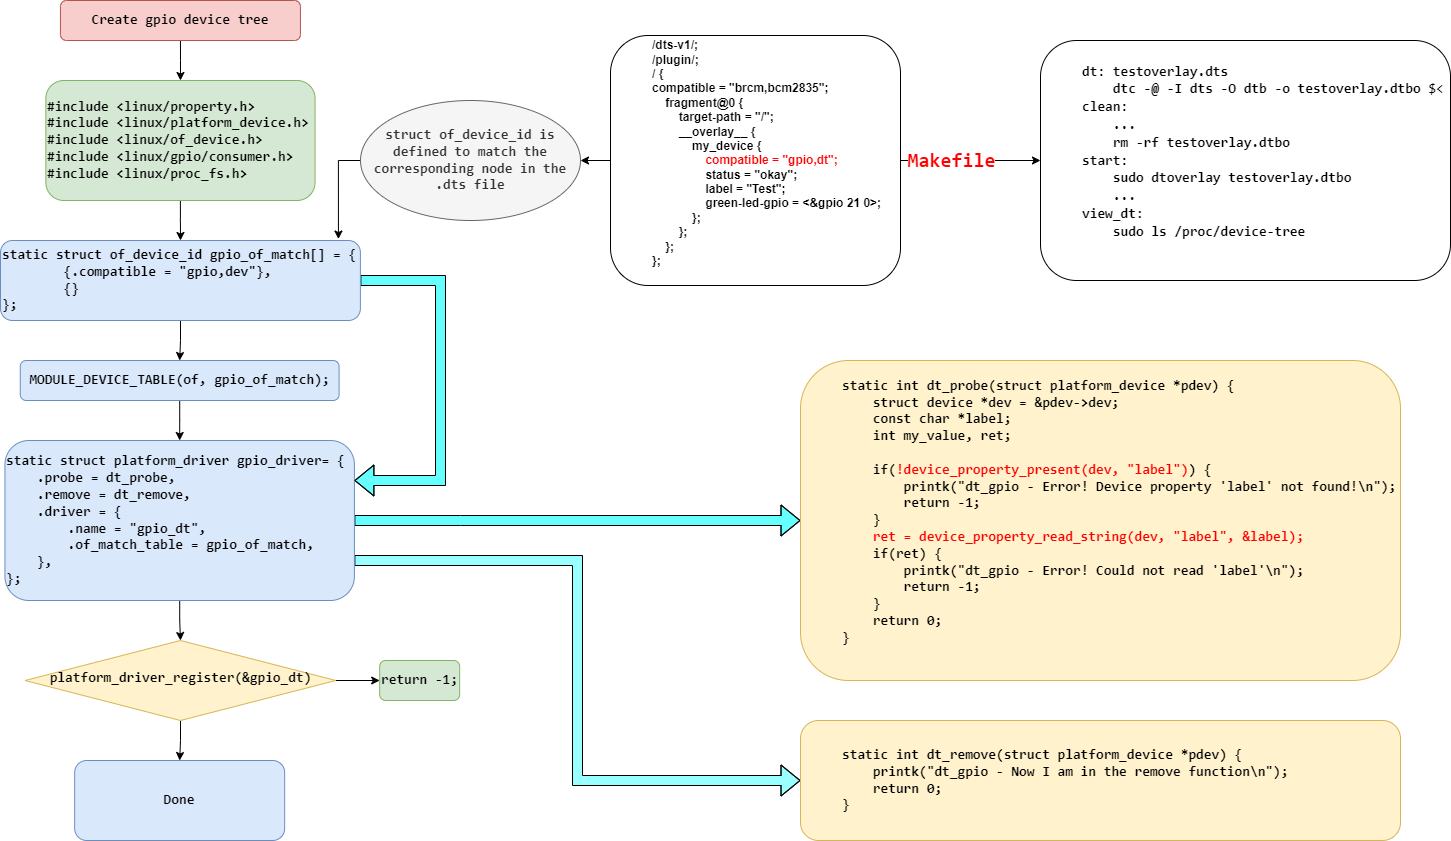 Create gpio device tree
#include <linux/property.h>
#include <linux/platform_device.h>
#include <linux/of_device.h>
#include <linux/gpio/consumer.h>
#include <linux/proc_fs.h>
struct of_device_id is
defined to match the
corresponding node in the
.dts file
/dts-v1/;
/plugin/;
/ {
compatible = "brcm,bcm2835";
fragment@0 {
target-path = "/";
__overlay__ {
my_device {
compatible = "gpio,dt";
status = "okay";
label = "Test";
green-led-gpio = <&gpio 21 0>;
};
};
};
};
Makefile
dt: testoverlay.dts
dtc -@ -I dts -O dtb -o testoverlay.dtbo $<
clean:
...
rm -rf testoverlay.dtbo
start:
sudo dtoverlay testoverlay.dtbo
...
view_dt:
sudo ls /proc/device-tree
static struct of_device_id gpio_of_match[] = {
{.compatible = "gpio,dev"},
{}
};
MODULE_DEVICE_TABLE(of, gpio_of_match);
static struct platform_driver gpio_driver= {
.probe = dt_probe,
.remove = dt_remove,
.driver = {
.name = "gpio_dt",
.of_match_table = gpio_of_match,
},
};
platform_driver_register(&gpio_dt)
return -1;
Done
static int dt_probe(struct platform_device *pdev) {
struct device *dev = &pdev->dev;
const char *label;
int my_value, ret;
if(!device_property_present(dev, "label")) {
printk("dt_gpio - Error! Device property 'label' not found!\n");
return -1;
}
ret = device_property_read_string(dev, "label", &label);
if(ret) {
printk("dt_gpio - Error! Could not read 'label'\n");
return -1;
}
return 0;
}
static int dt_remove(struct platform_device *pdev) {
printk("dt_gpio - Now I am in the remove function\n");
return 0;
}